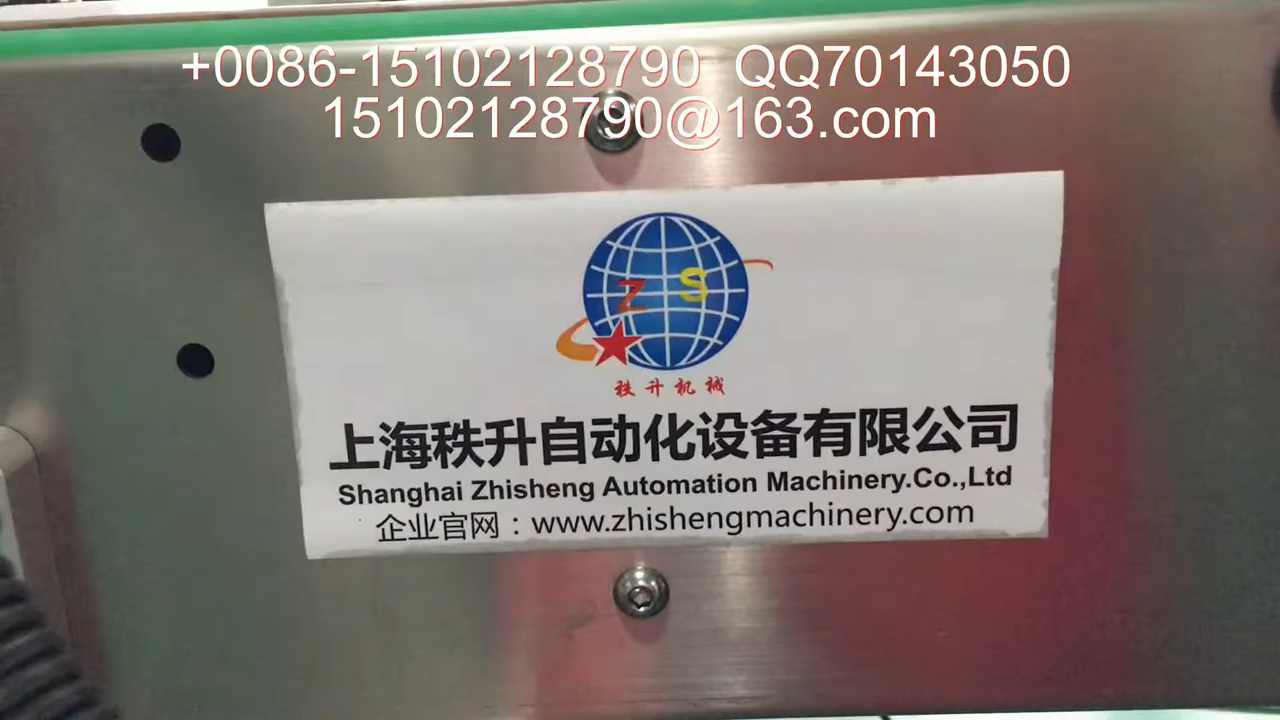 +0086-15102128790 QQ70143050
15102128790@163.com
Z S
秩升机械
上海秩升自动化设备有限公司
Shanghai Zhisheng Automation Machinery.Co.,Ltd
企业官网：www.zhishengmachinery.com